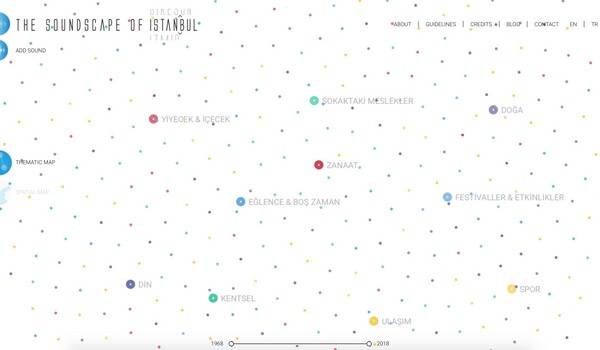 THE SOUNDSCAPE OF ISTANBUL
ABOUT | GUIDELINES | CREDITS | BLOG | CONTACT EN | TR
ADD SOUND
SOKAKTAKİ MESLEKLER
DOĞA
YİYECEK & İÇECEK
THEMATIC MAP
ZANAAT
SPATIAL MAP
EĞLENCE & BOŞ ZAMAN
FESTİVALLER & ETKİNLİKLER
DİN
SPOR
KENTSEL
ULAŞIM
1968 2018